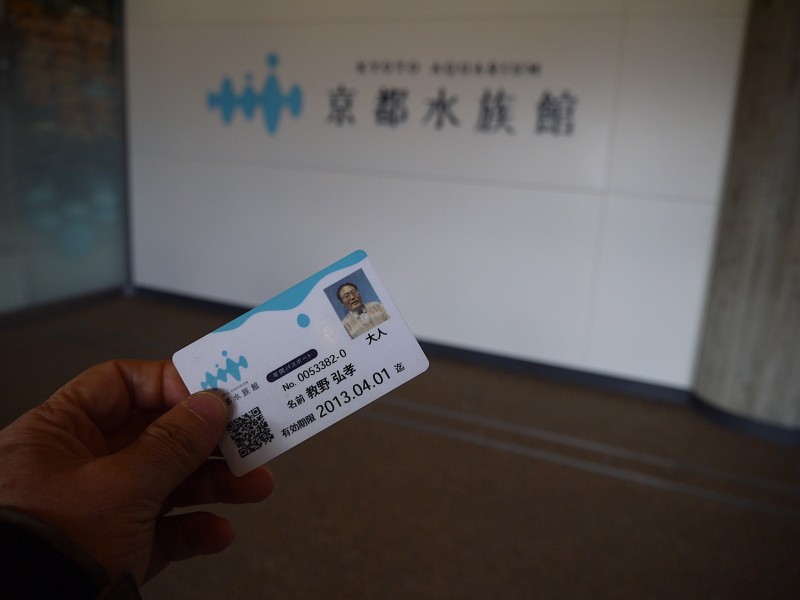 KYOTO AQUARIUM
京都水族館
大人
年間パスポート
No. 0053382-0
名前 教野 弘孝
有効期限 2013.04.01 迄
水族館